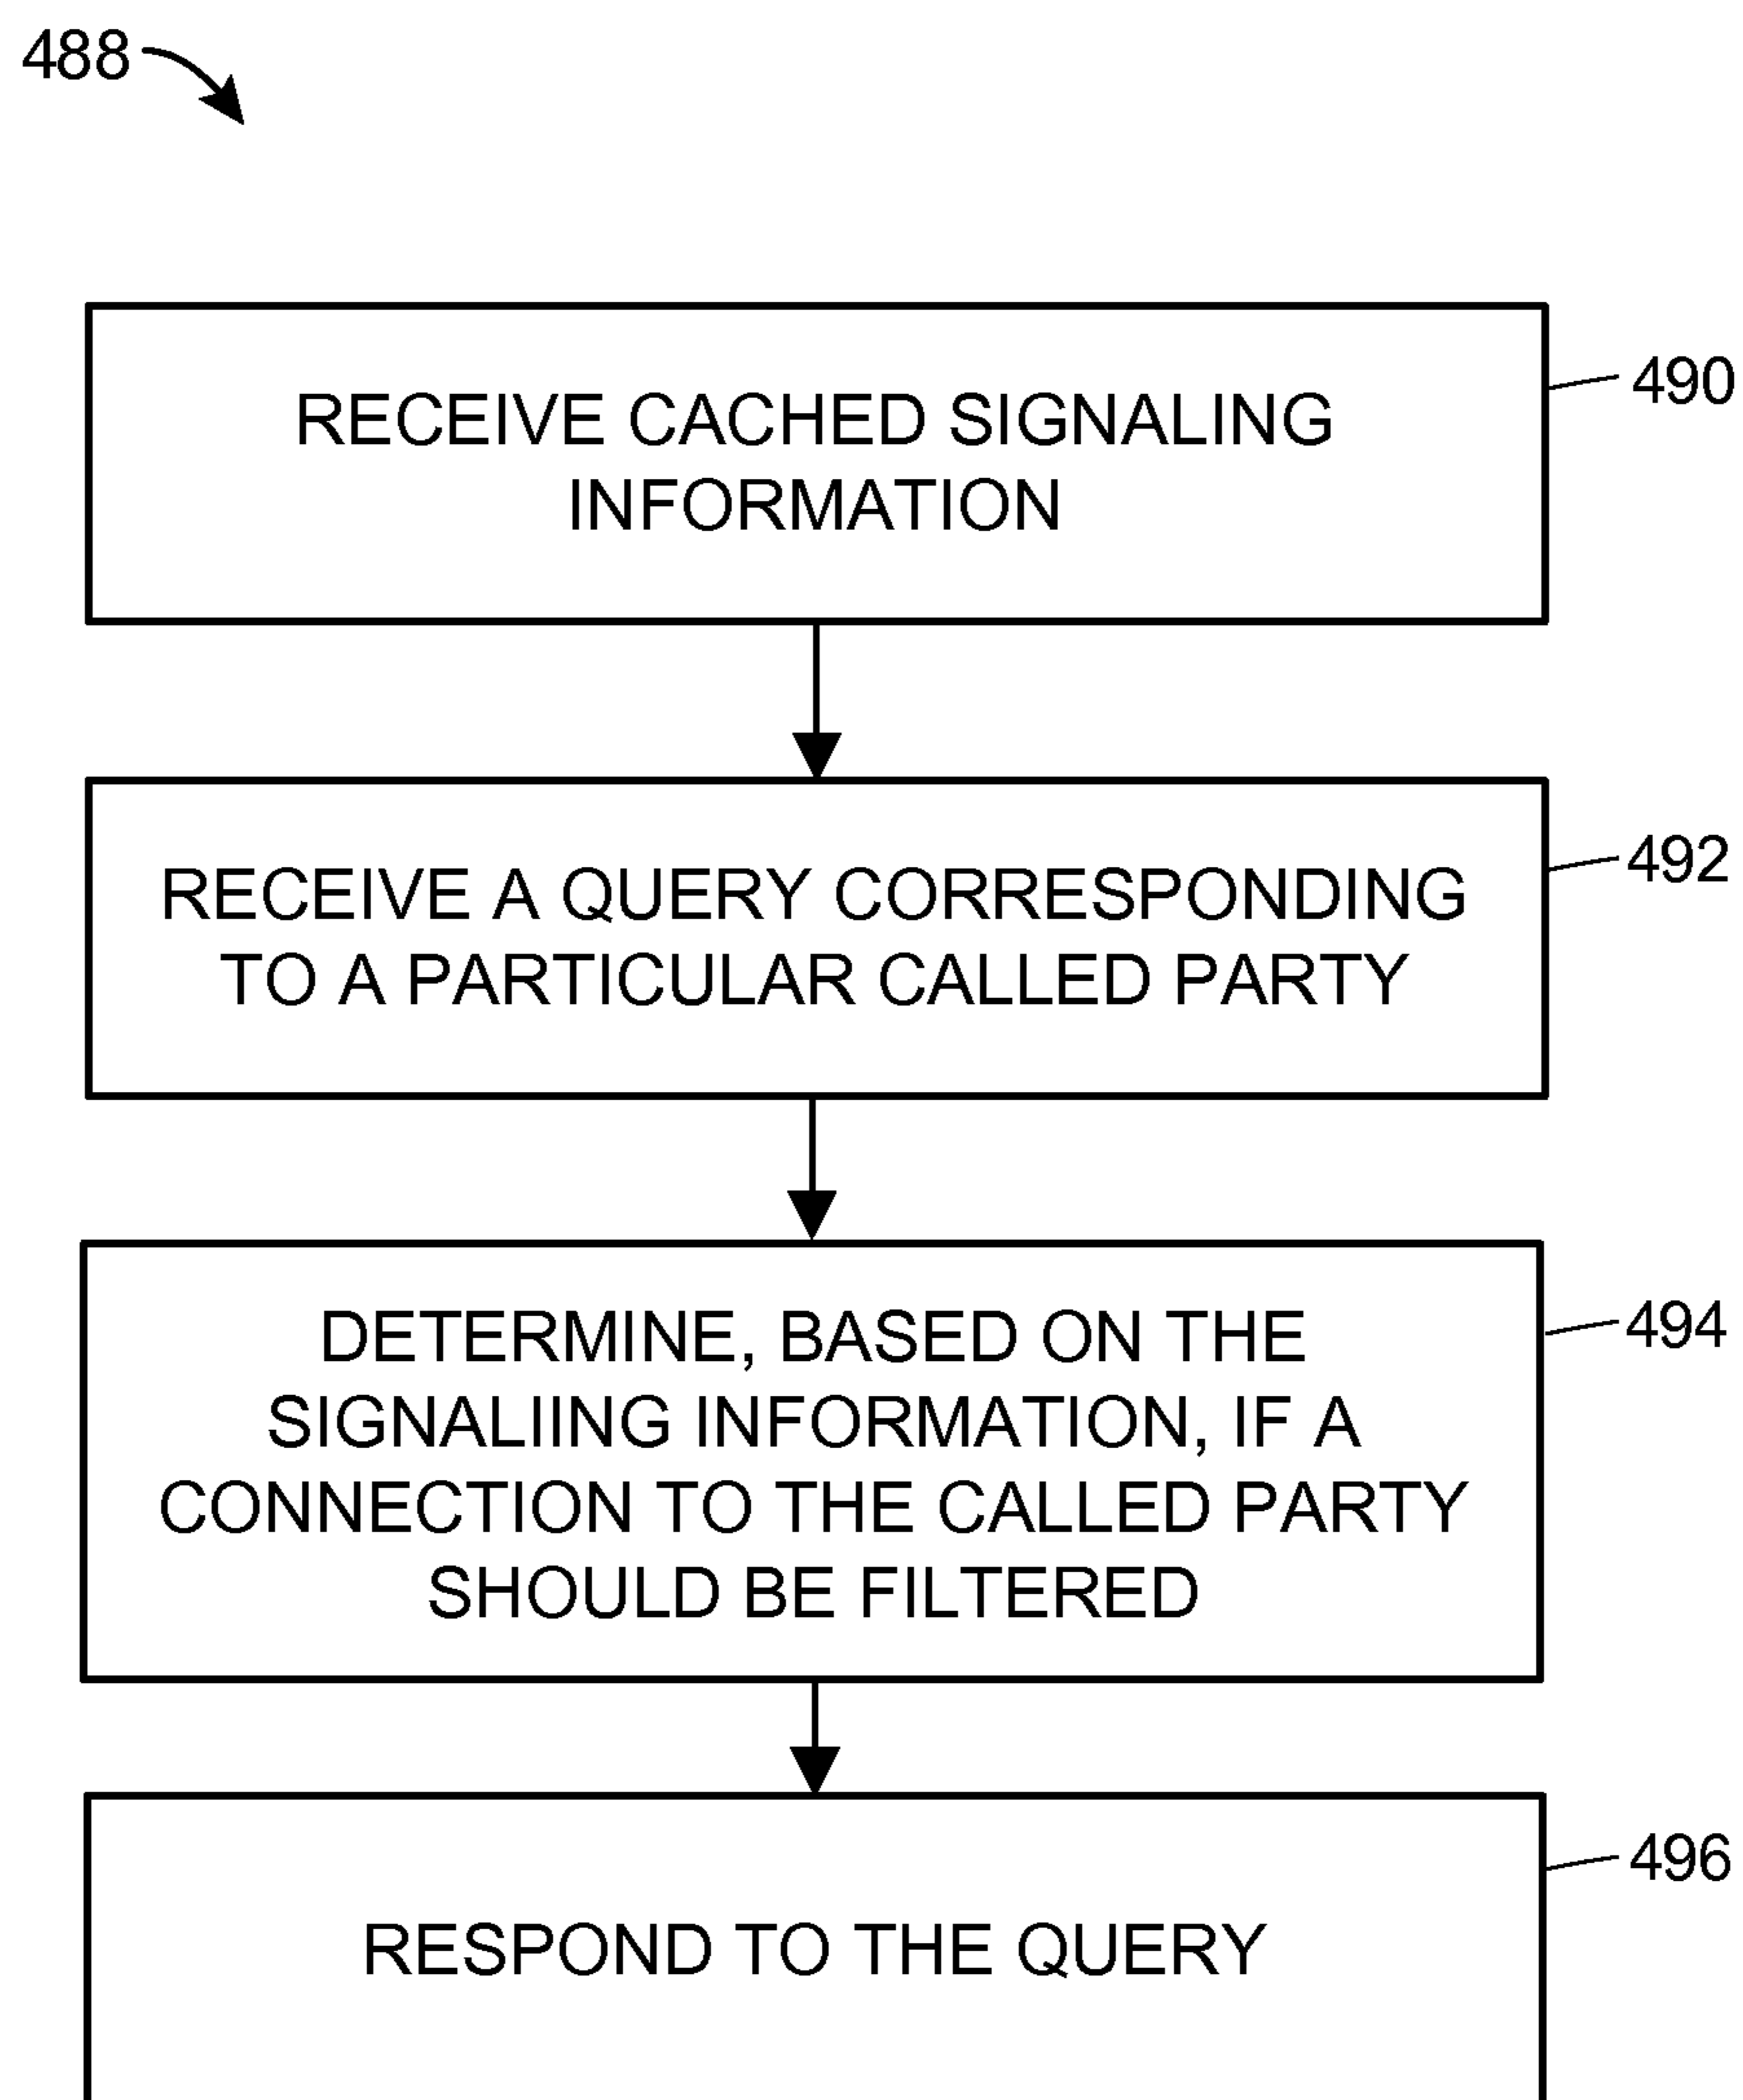 488
RECEIVE CACHED SIGNALING
INFORMATION
490
RECEIVE A QUERY CORRESPONDING
TO A PARTICULAR CALLED PARTY
492
DETERMINE, BASED ON THE
SIGNALIING INFORMATION, IF A
CONNECTION TO THE CALLED PARTY
SHOULD BE FILTERED
494
RESPOND TO THE QUERY
496